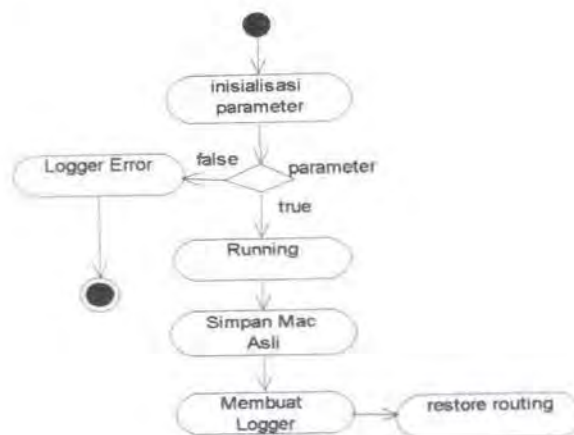 inisialisasi
parameter
false
parameter
Logger Error
true
Running
Simpan Mac
Asli
Membuat
Logger
restore routing